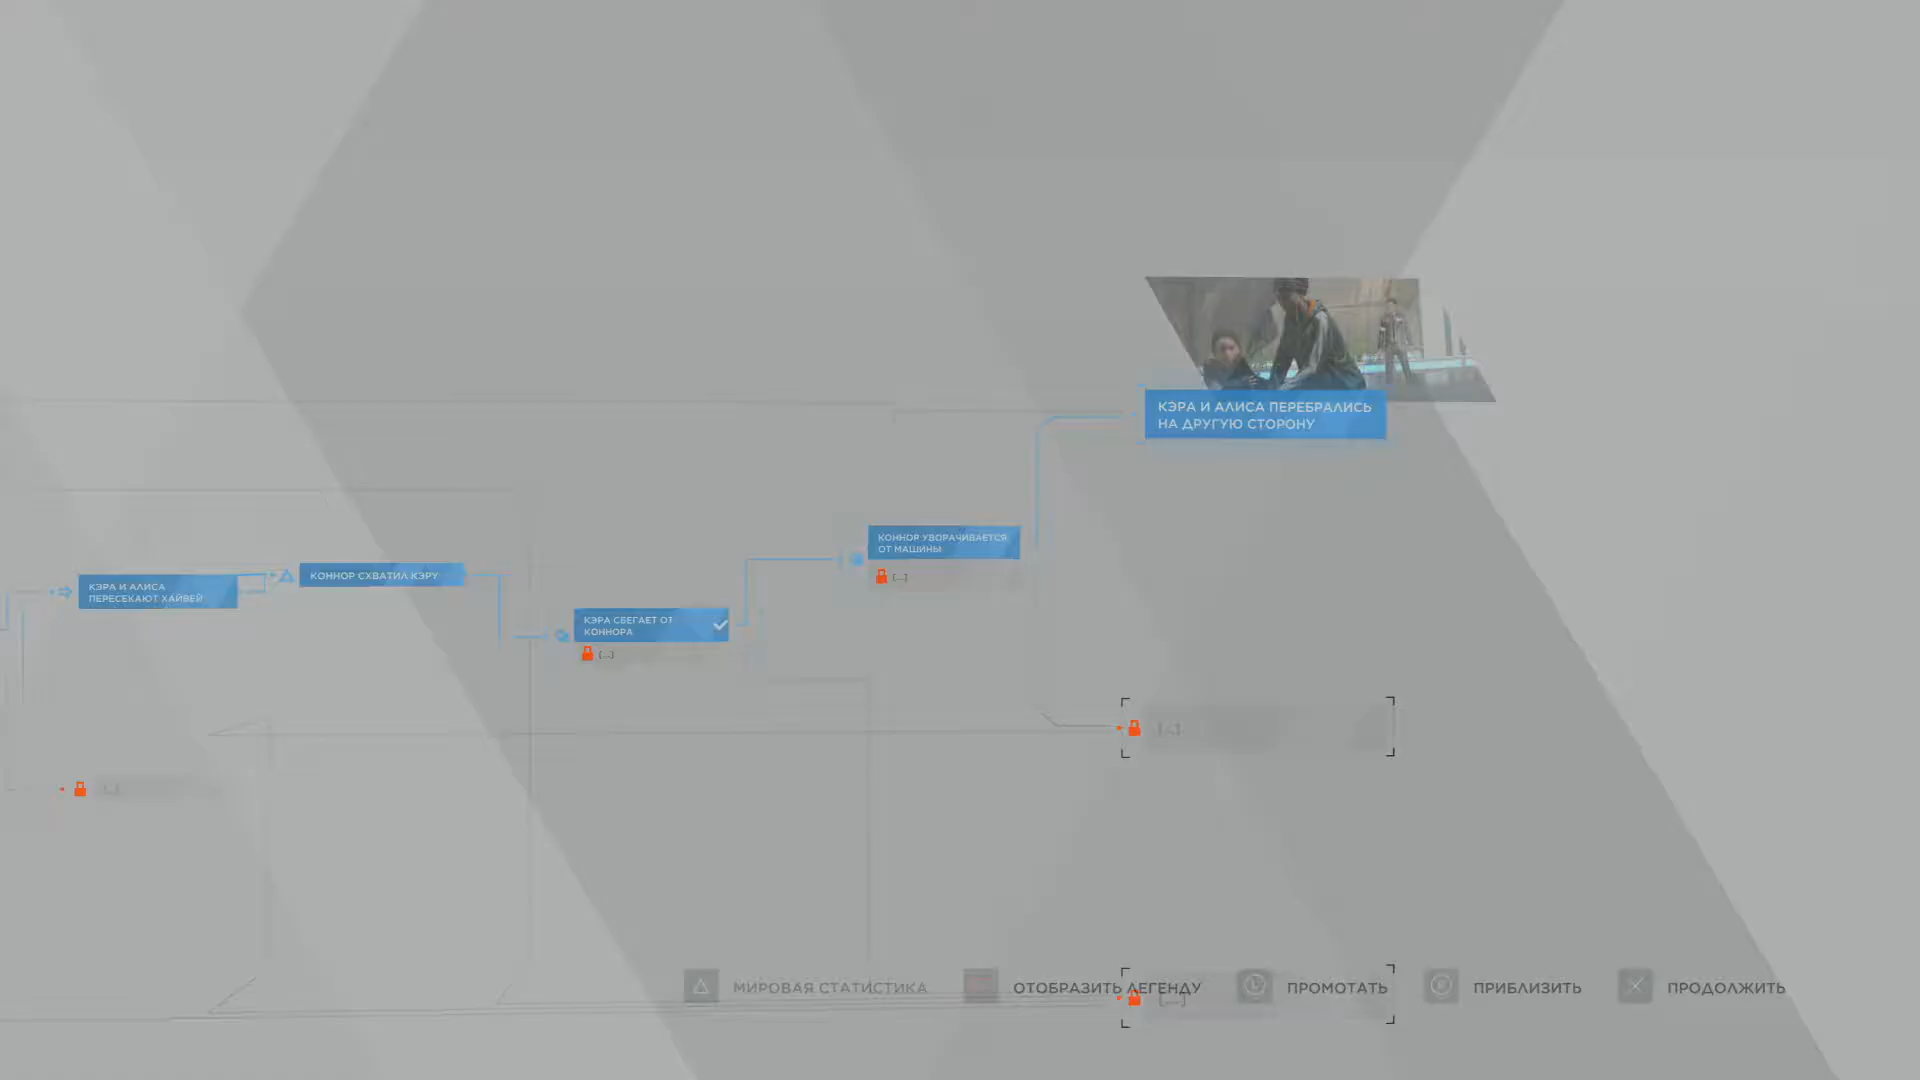 КЭРА И АЛИСА ПЕРЕБРАЛИСЬ
НА ДРУГУЮ СТОРОНУ
КОННОР УВОРАЧИВАЕТСЯ
ОТ МАШИНЫ
[...]
КЭРА И АЛИСА
ПЕРЕСЕКАЮТ ХАЙВЕЙ
КОННОР СХВАТИЛ КЭРУ
КЭРА СБЕГАЕТ ОТ
КОННОРА
[...]
[...]
[...]
МИРОВАЯ СТАТИСТИКА
ОТОБРАЗИТЬ ЛЕГЕНДУ
ПРОМОТАТЬ
ПРИБЛИЗИТЬ
ПРОДОЛЖИТЬ
[...]